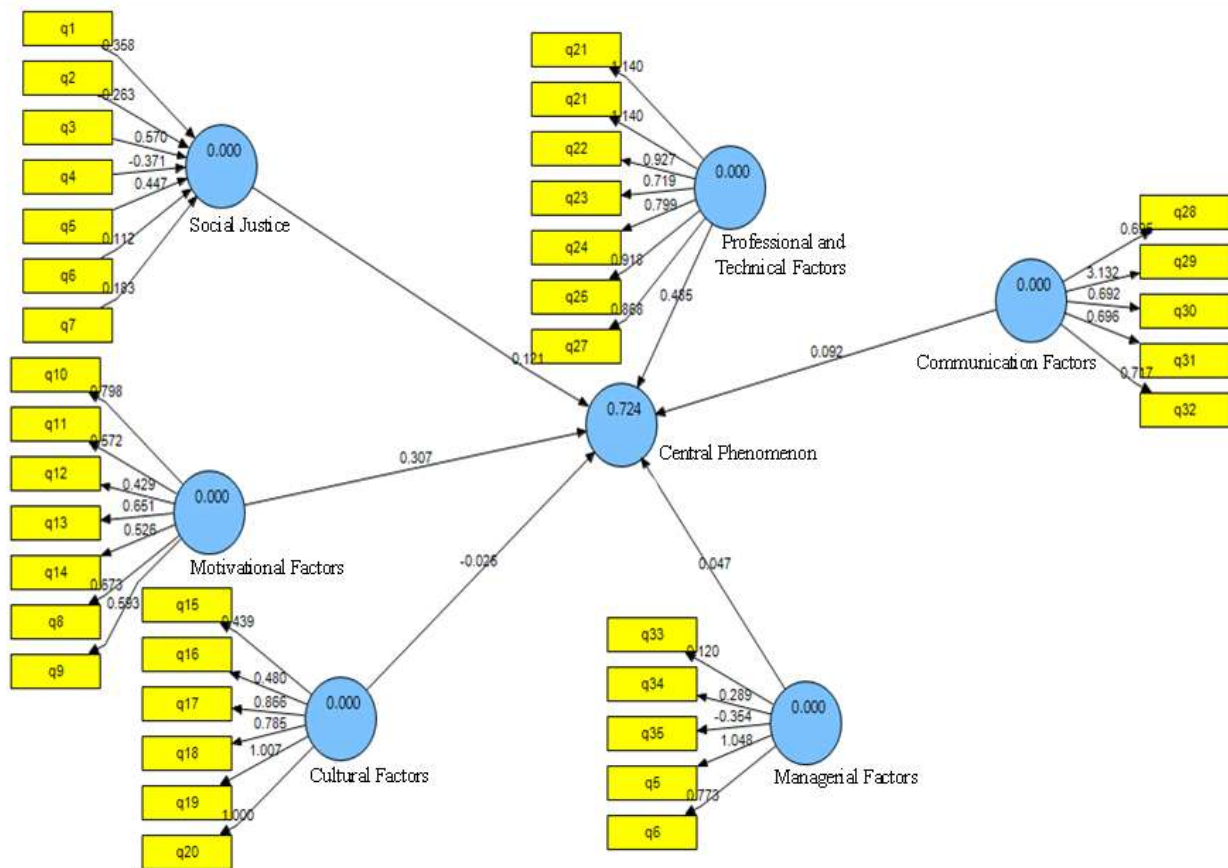 q1
0.358
q2
-0.263
q3
0.570
q4
-0.371
q5
0.447
q6
0.112
q7
0.183
0.000
Social Justice
q21
1.140
q21
1.140
q22
0.927
q23
0.719
q24
0.799
q25
0.918
q27
0.868
0.000
Professional and
Technical Factors
0.485
q28
0.695
q29
3.132
q30
0.692
q31
0.696
q32
0.717
0.000
Communication Factors
0.092
0.121
0.724
Central Phenomenon
q10
0.798
q11
0.572
q12
0.429
q13
0.651
q14
0.526
q8
0.673
q9
0.593
0.000
Motivational Factors
0.307
q15
0.439
q16
0.480
q17
0.866
q18
0.785
q19
1.007
q20
1.000
0.000
Cultural Factors
-0.026
0.047
q33
0.120
q34
0.289
q35
-0.354
q5
1.048
q6
0.773
0.000
Managerial Factors